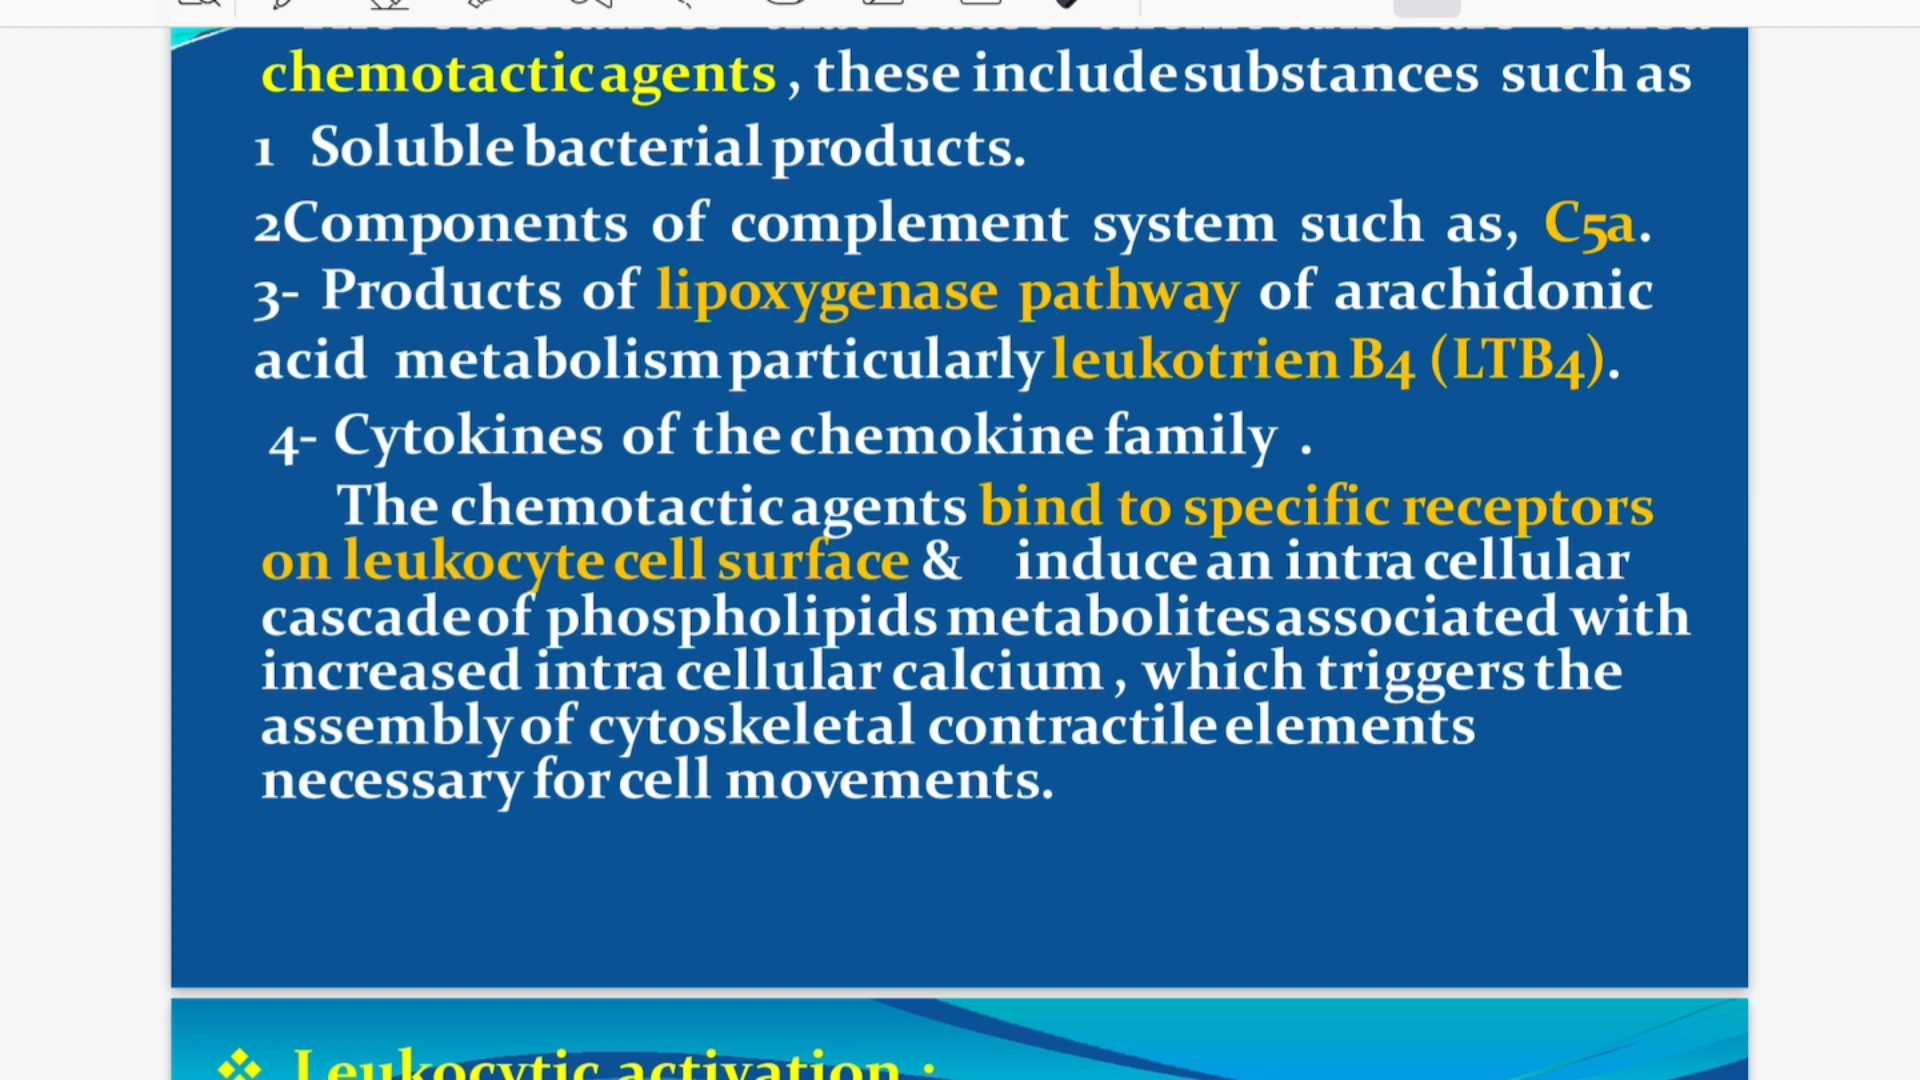 chemotactic agents , these include substances such as
1 Soluble bacterial products.
2Components of complement system such as, C5a.
3- Products of lipoxygenase pathway of arachidonic
acid metabolism particularly leukotrien B4 (LTB4).
4- Cytokines of the chemokine family .
The chemotactic agents bind to specific receptors
on leukocyte cell surface & induce an intra cellular
cascade of phospholipids metabolites associated with
increased intra cellular calcium , which triggers the
assembly of cytoskeletal contractile elements
necessary for cell movements.
❖ Leukocytic activation :